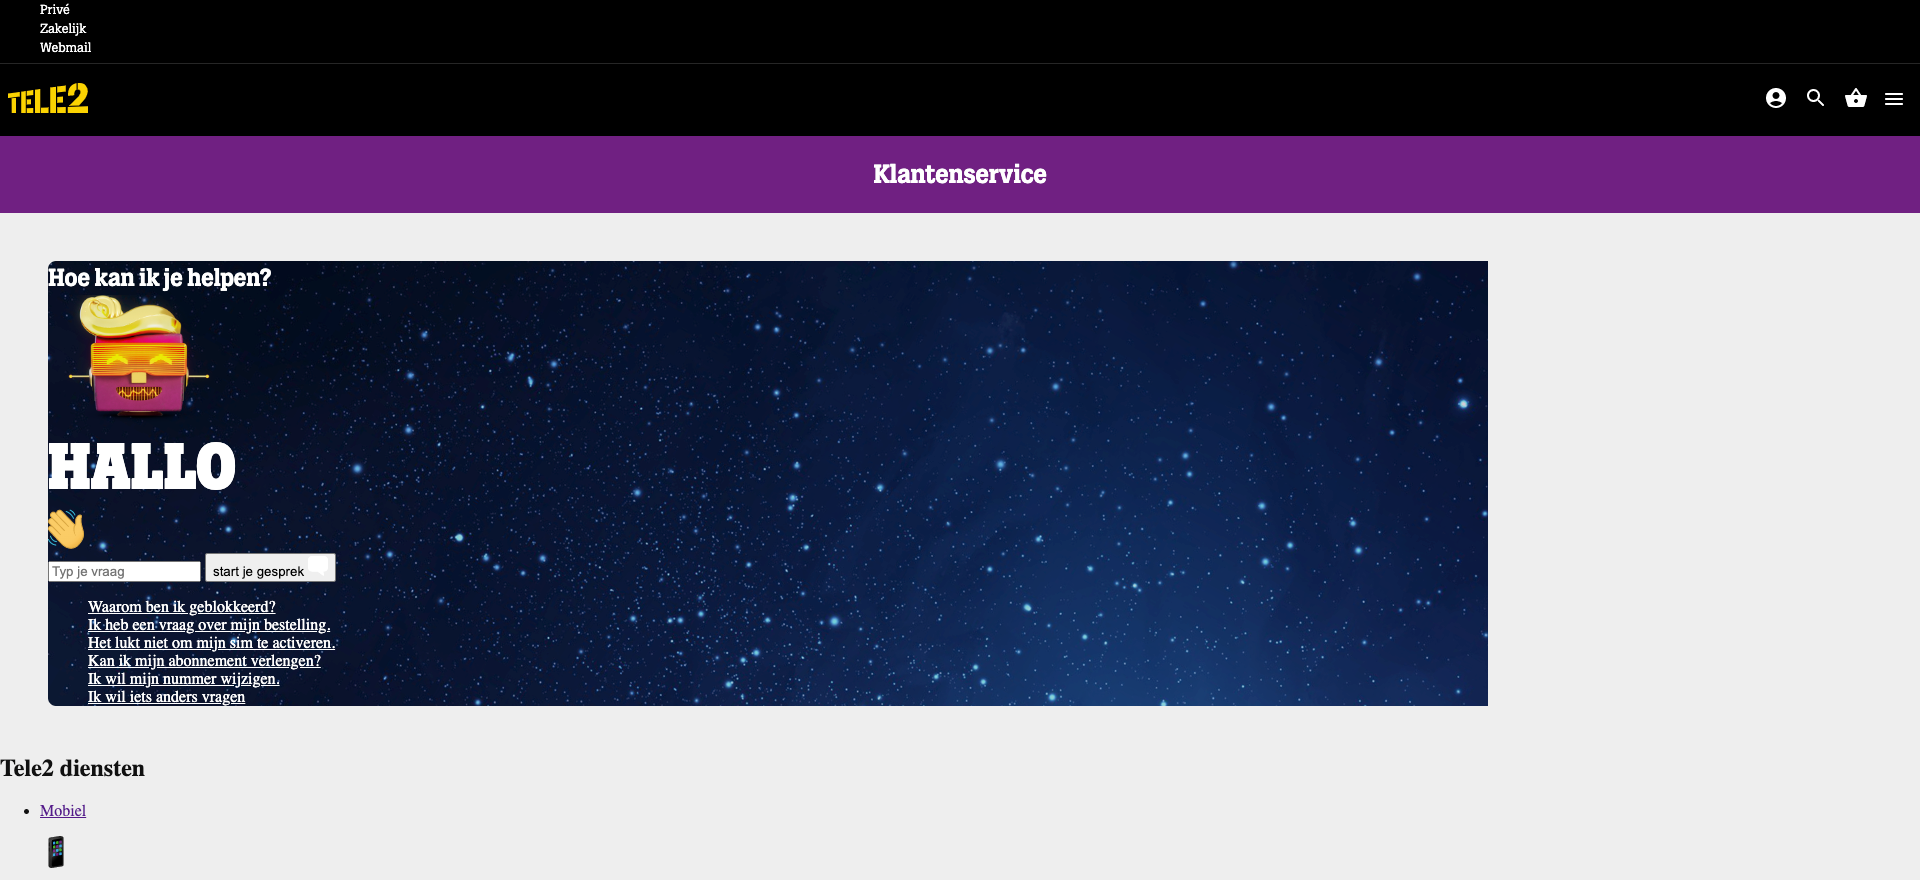 Privé
Zakelijk
Webmail
TELE2
Klantenservice
Hoe kan ik je helpen?
HALLO
Typ je vraag
start je gesprek
Waarom ben ik geblokkeerd?
Ik heb een vraag over mijn bestelling.
Het lukt niet om mijn sim te activeren.
Kan ik mijn abonnement verlengen?
Ik wil mijn nummer wijzigen.
Ik wil iets anders vragen
Tele2 diensten
Mobiel